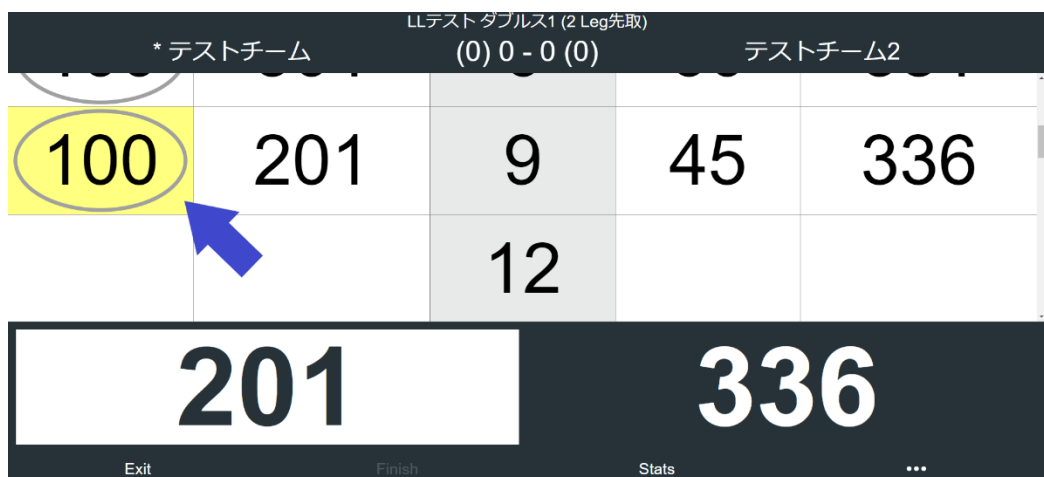 LLテスト ダブルス1 (2 Leg先取)
* テストチーム (0) 0 - 0 (0) テストチーム2
100 201 9 45 336
12
201 336
Exit Finish Stats •••